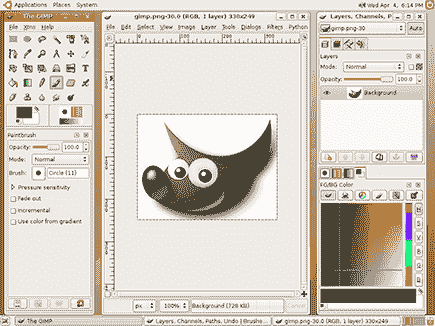 Applications Places System
Wed Apr 4, 6:14 PM
The GIMP
File Xtns Help
Paintbrush
Opacity: 100.0
Mode: Normal
Brush: Circle (11)
Pressure sensitivity
Fade out
Incremental
Use color from gradient
gimp.png-30.0 (RGB, 1 layer) 330x249
File Edit Select View Image Layer Tools Dialogs Filters Python
px 100% Background (728 KB) Cancel
Layers, Channels, P
gimp.png-30 Auto
Layers
Mode: Normal
Opacity: 100.0
Background
FG/BG Color
The GIMP
Layers, Channels, Paths, Undo | Brushe...
gimp.png-30.0 (RGB, 1 layer) 330x249